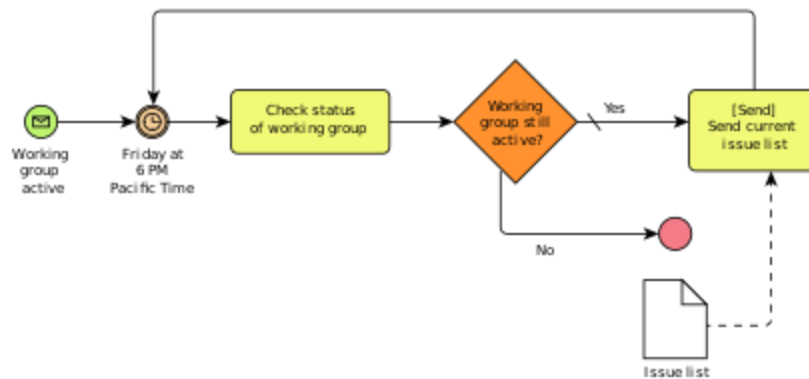 Working
group
active
Friday at
6 PM
Pacific Time
Check status
of working group
Working
group still
active?
Yes
No
[Send]
Send current
issue list
Issue list